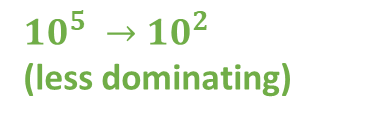 10⁵ → 10²
(less dominating)